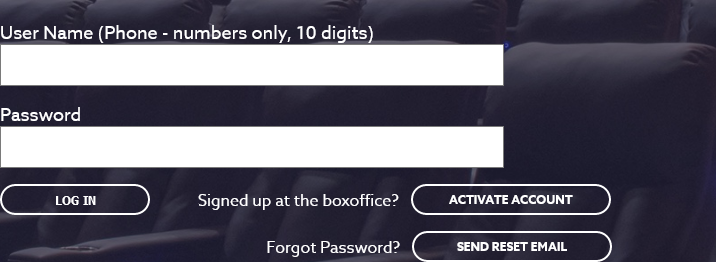 User Name (Phone - numbers only, 10 digits)
Password
LOG IN Signed up at the boxoffice? ACTIVATE ACCOUNT
Forgot Password? SEND RESET EMAIL